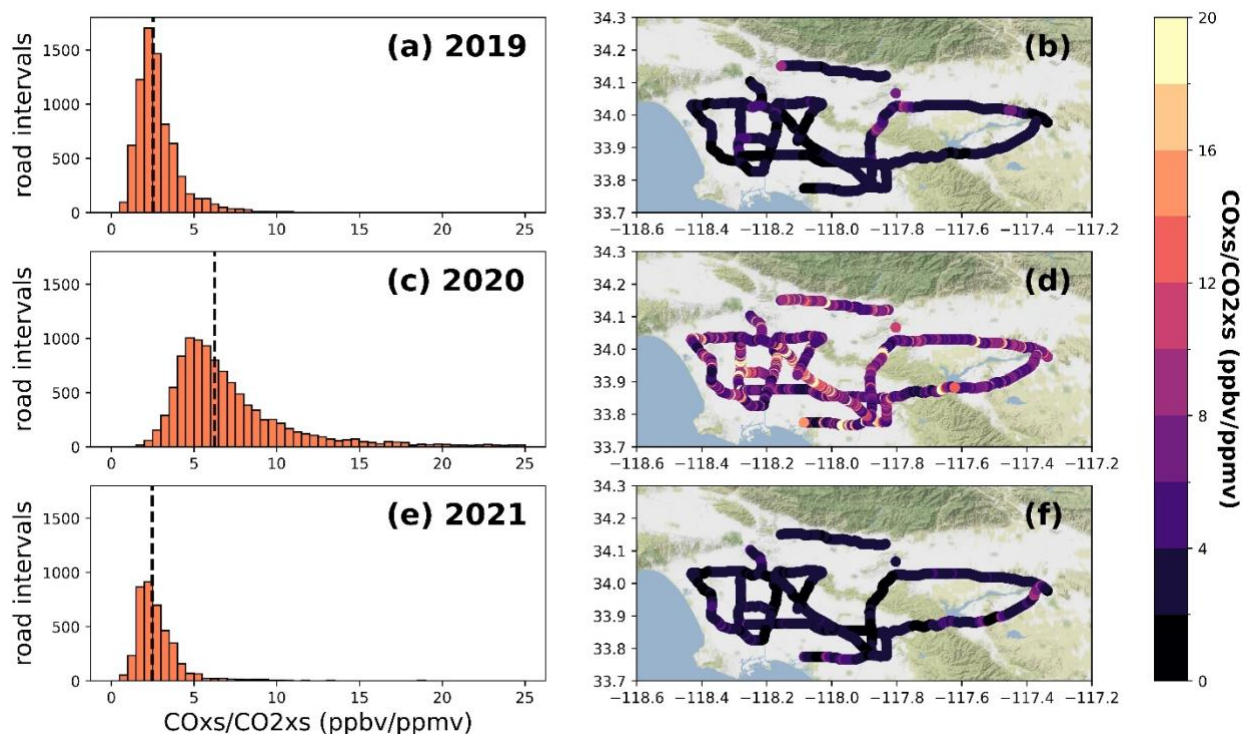 road intervals
1500
1000
500
0
0 5 10 15 20 25
(a) 2019
34.3
34.2
34.1
34.0
33.9
33.8
33.7
−118.6 −118.4 −118.2 −118.0 −117.8 −117.6 −117.4 −117.2
(b)
road intervals
1500
1000
500
0
0 5 10 15 20 25
(c) 2020
34.3
34.2
34.1
34.0
33.9
33.8
33.7
−118.6 −118.4 −118.2 −118.0 −117.8 −117.6 −117.4 −117.2
(d)
road intervals
1500
1000
500
0
0 5 10 15 20 25
COxs/CO2xs (ppbv/ppmv)
(e) 2021
34.3
34.2
34.1
34.0
33.9
33.8
33.7
−118.6 −118.4 −118.2 −118.0 −117.8 −117.6 −117.4 −117.2
(f)
20
16
12
8
4
0
COxs/CO2xs (ppbv/ppmv)